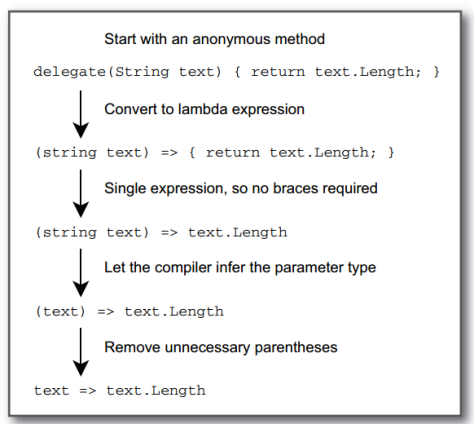 Start with an anonymous method
delegate(String text) { return text.Length; }
Convert to lambda expression
(string text) => { return text.Length; }
Single expression, so no braces required
(string text) => text.Length
Let the compiler infer the parameter type
(text) => text.Length
Remove unnecessary parentheses
text => text.Length